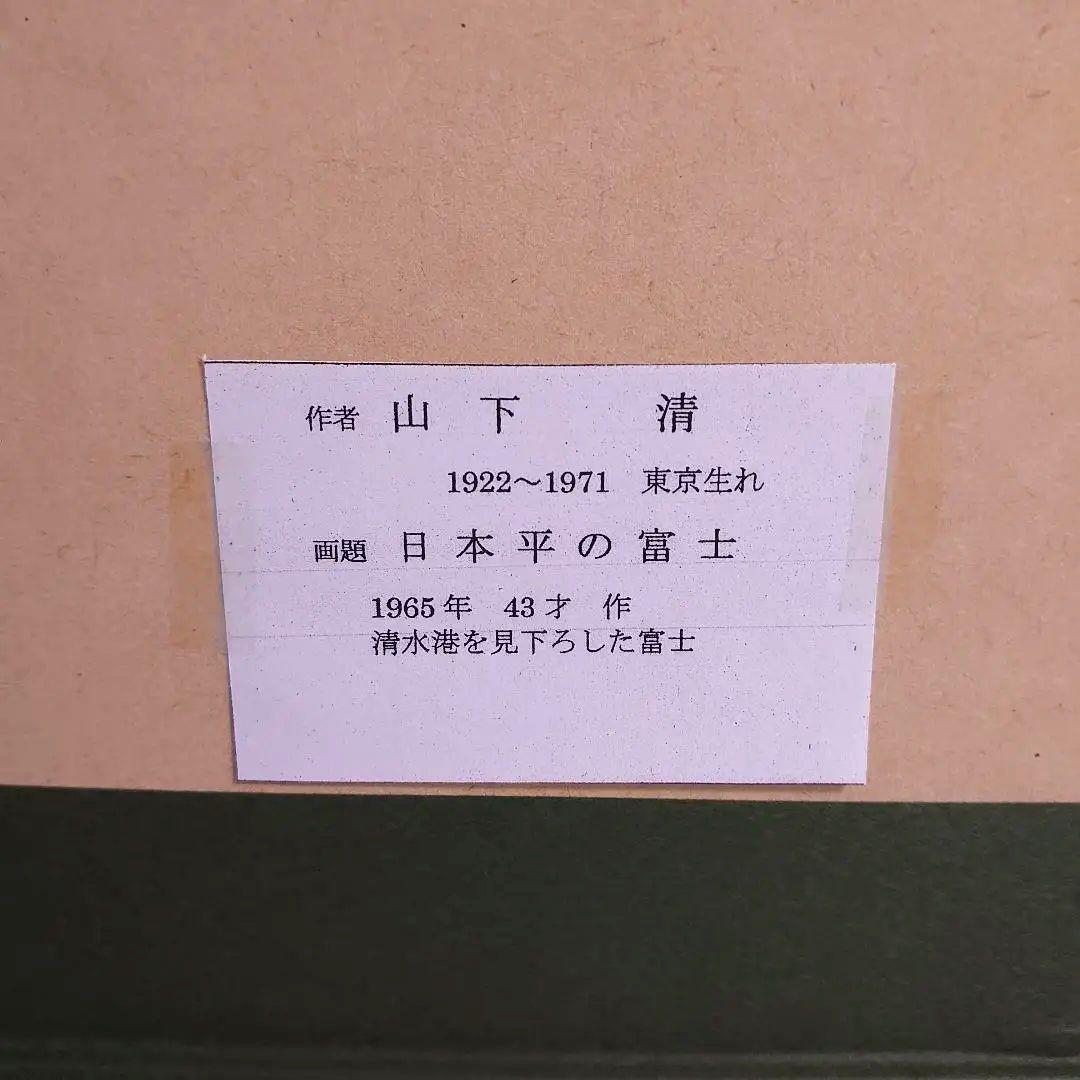 作者 山下 清
1922～1971 東京生れ
画題 日本平の富士
1965年 43才 作
清水港を見下ろした富士